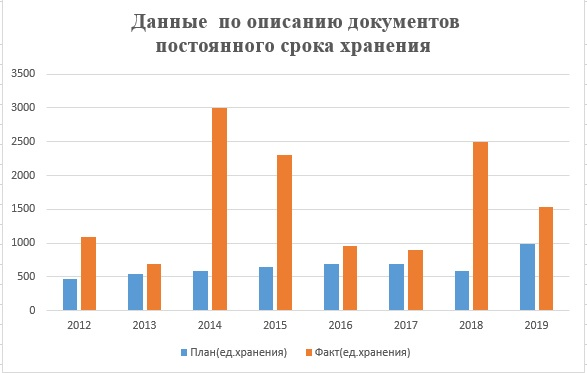 Данные по описанию документов
постоянного срока хранения
3500
3000
2500
2000
1500
1000
500
0
2012 2013 2014 2015 2016 2017 2018 2019
План(ед.хранения) Факт(ед.хранения)